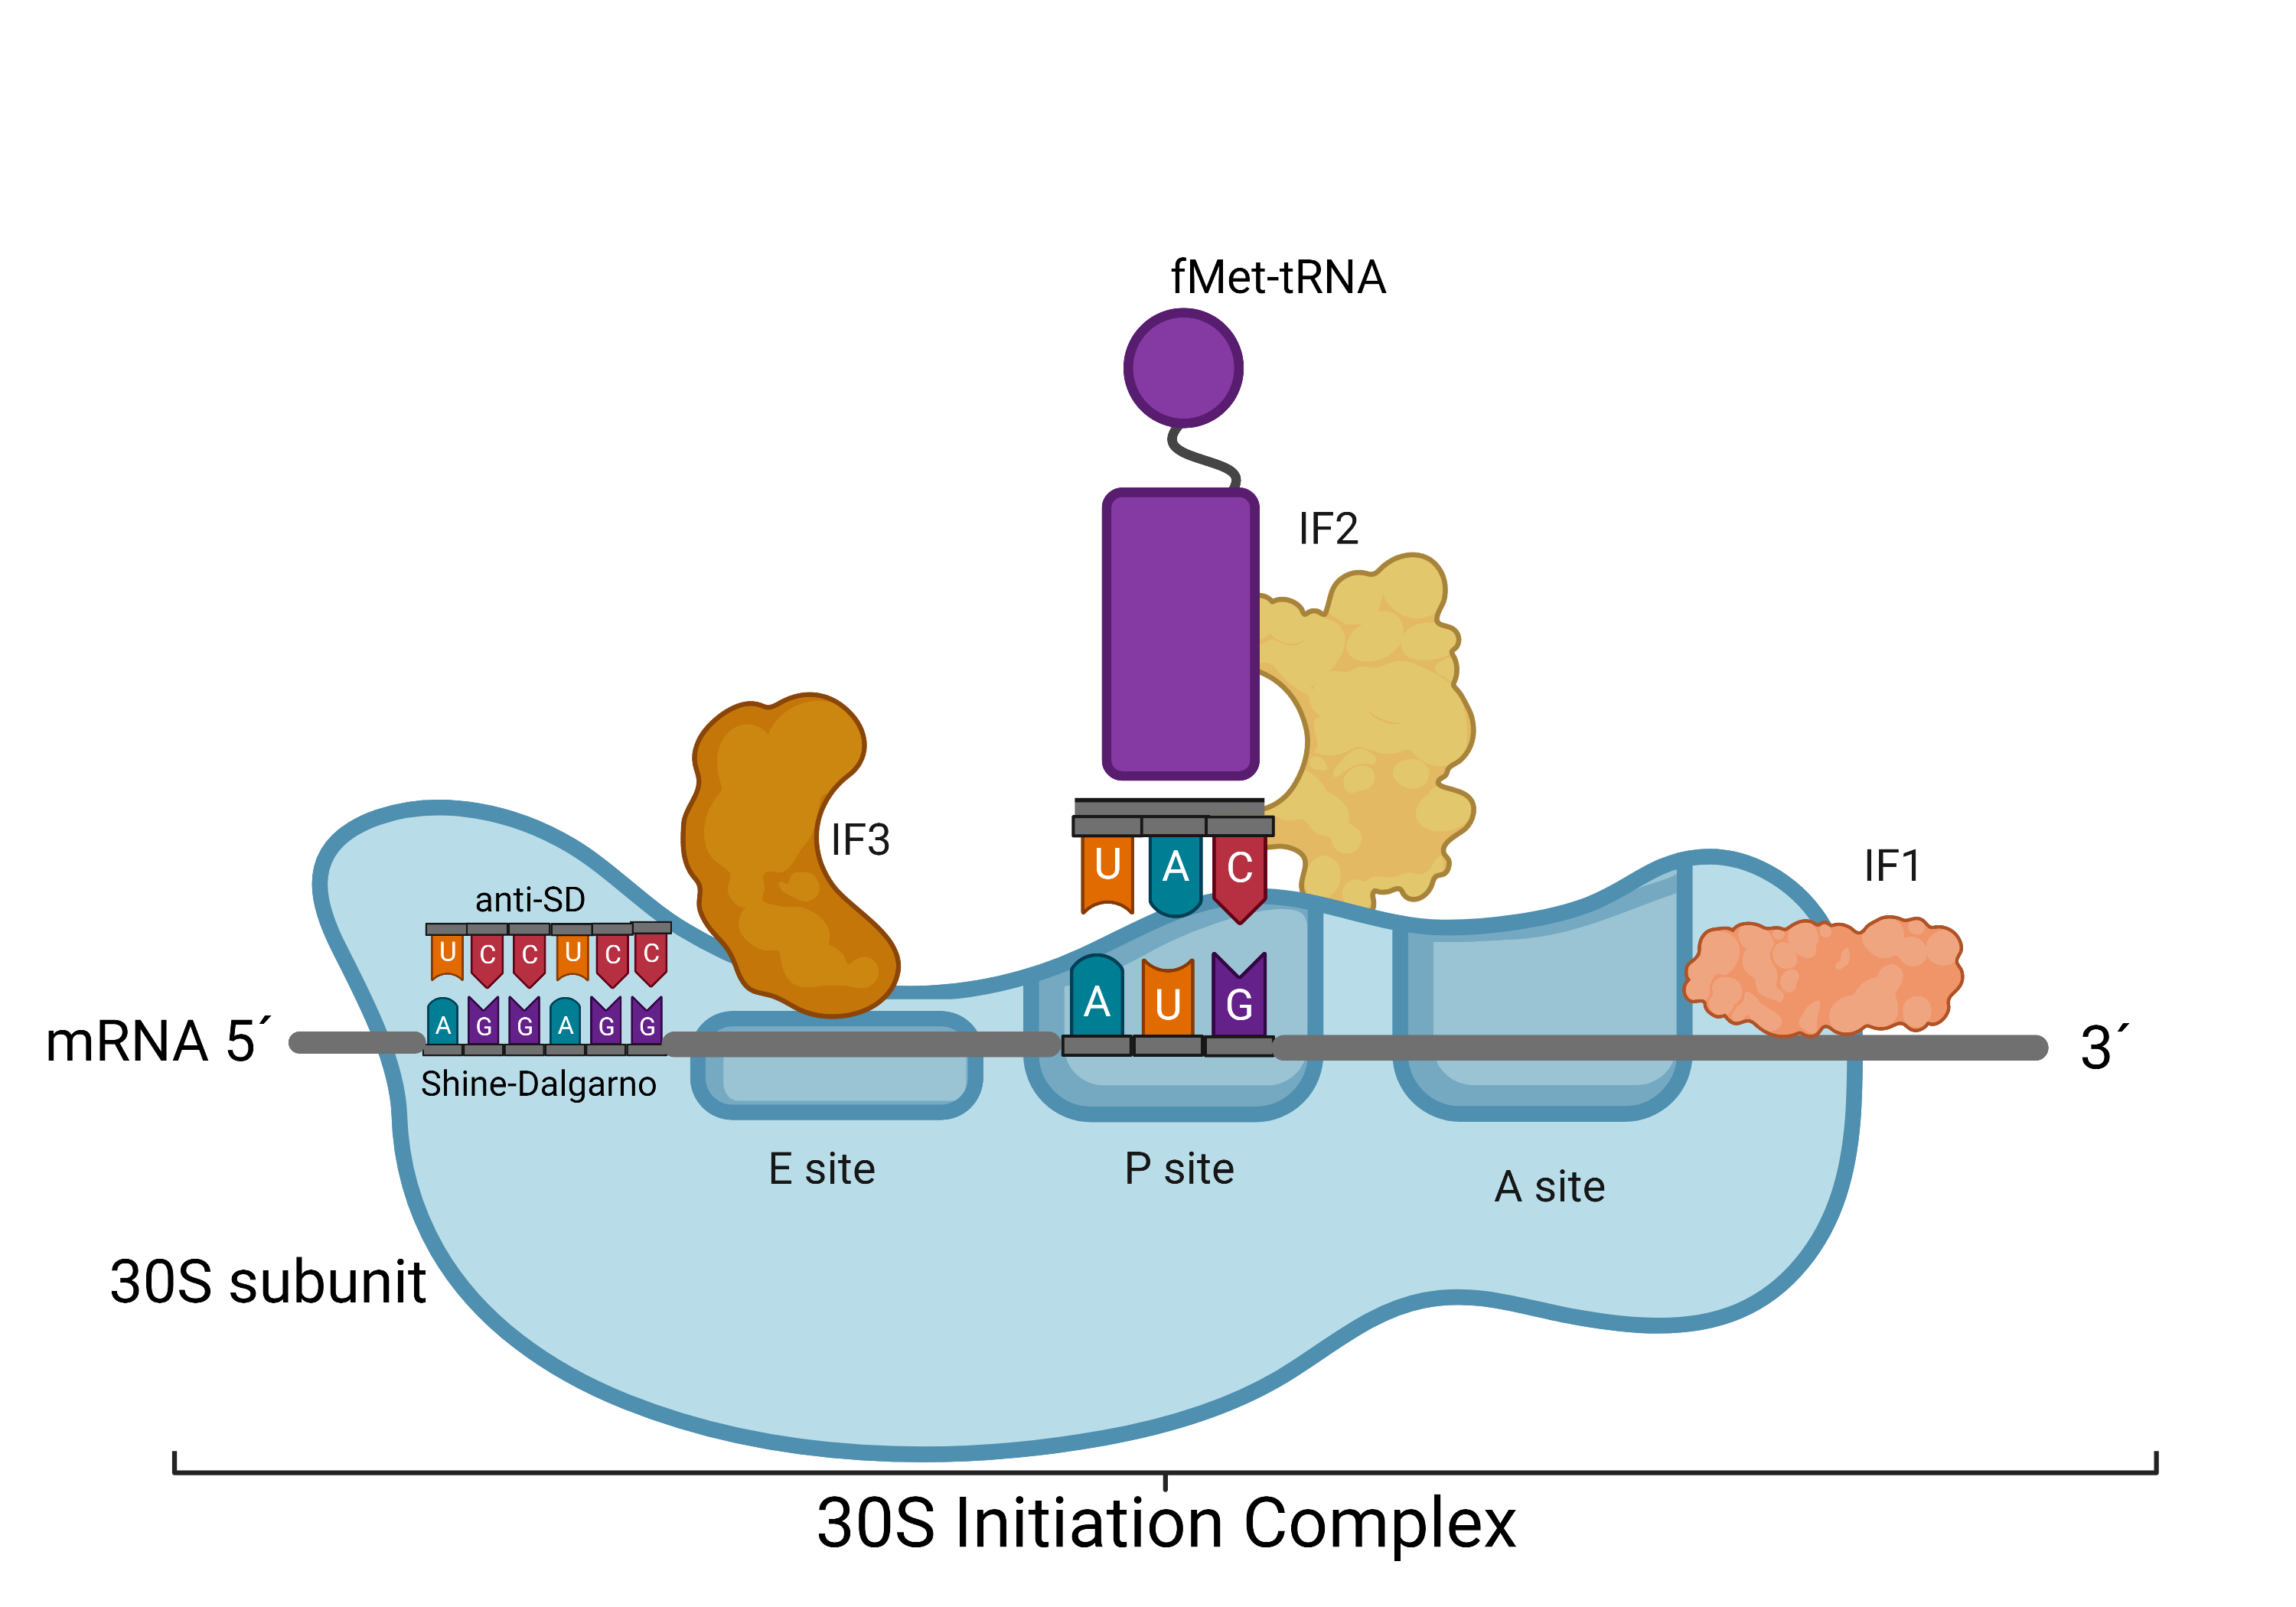 fMet-tRNA
IF2
IF3
IF1
anti-SD
U C C U C C
U A C
A G G A G G
A U G
mRNA 5´
3´
Shine-Dalgarno
E site
P site
A site
30S subunit
30S Initiation Complex